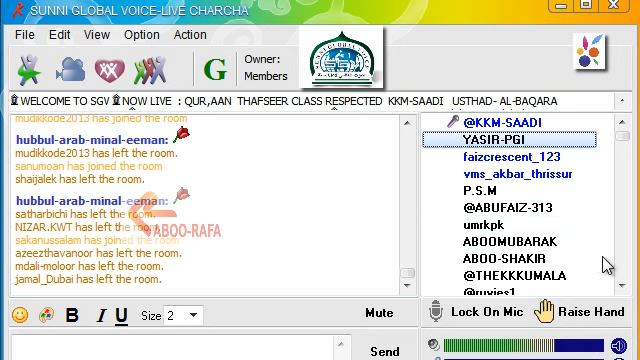 SUNNI GLOBAL VOICE-LIVE CHARCHA
File Edit View Option Action
G
Owner:
Members
WELCOME TO SGV NOW LIVE : QUR,AAN THAFSEER CLASS RESPECTED KKM-SAADI USTHAD- AL-BAQARA
mudikkode2013 has joined the room
hubbul-arab-minal-eeman:
mudikkode2013 has left the room.
sanumoan has joined the room
shaijalek has left the room.
hubbul-arab-minal-eeman:
satharbichi has left the room.
NIZAR.KWT has left the room.
sakanussalam has joined the room
azeezthavanoor has left the room.
mdali-moloor has left the room.
jamal_Dubai has left the room.
ABOO-RAFA
@KKM-SAADI
YASIR-PGI
faizcrescent_123
vms_akbar_thrissur
P.S.M
@ABUFAIZ-313
umrkpk
ABOOMUBARAK
ABOO-SHAKIR
@THEKKKUMALA
@ruvies1
B I U Size 2 Mute
Lock On Mic Raise Hand
Send